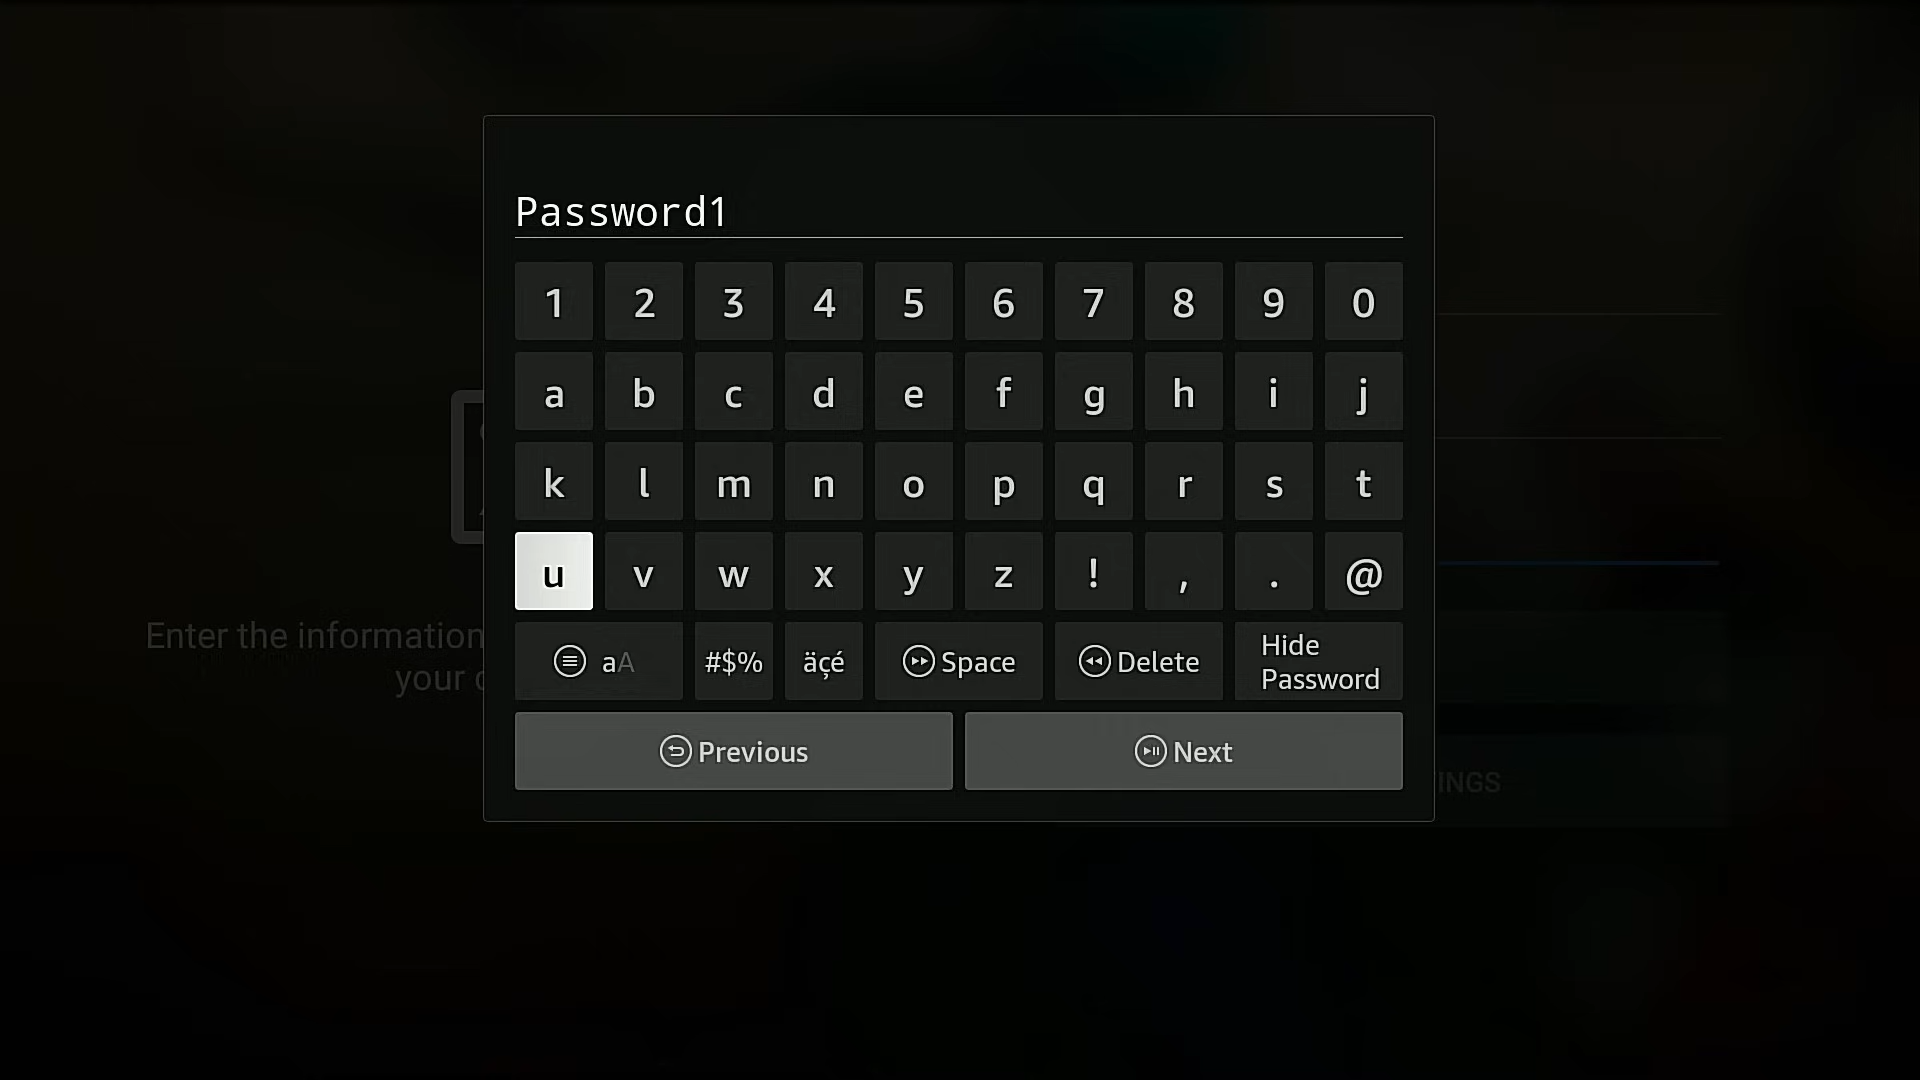 Password1
1 2 3 4 5 6 7 8 9 0
a b c d e f g h i j
k l m n o p q r s t
u v w x y z ! , . @
aA #$% äçé Space Delete Hide Password
Previous Next
Enter the information
your
INGS